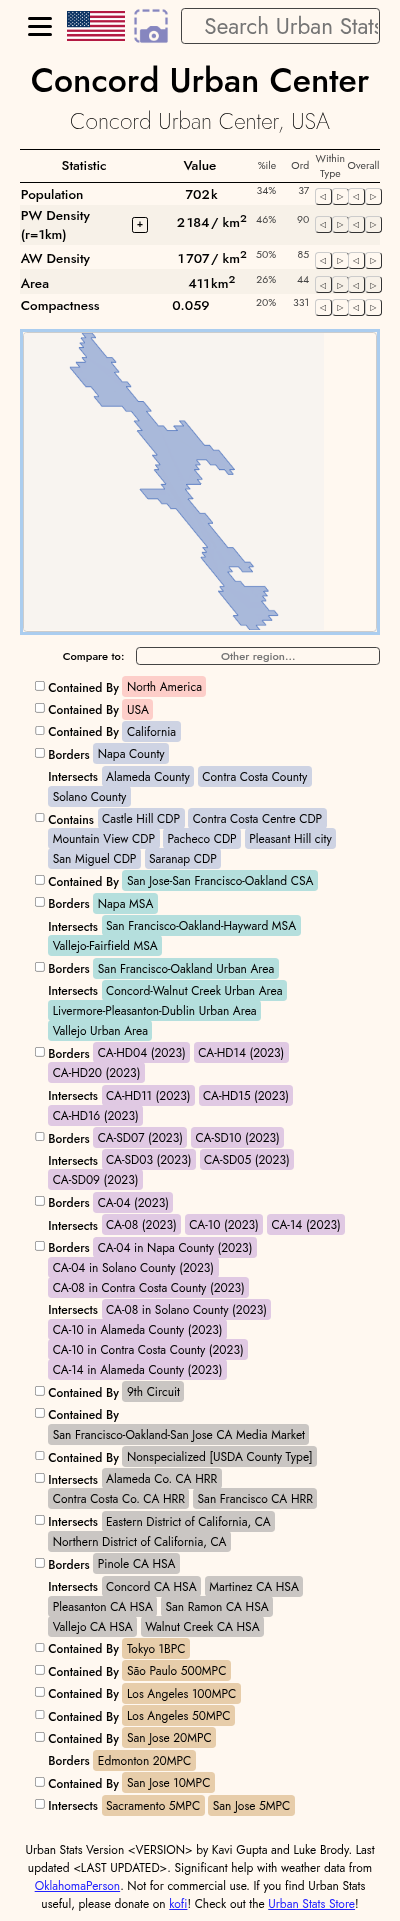 Search Urban Stats
Concord Urban Center
Concord Urban Center, USA
Statistic Value %ile Ord Within Type Overall
Population 702k 34% 37 ◁ ▷ ◁ ▷
PW Density (r=1km) + 2 184 / km² 46% 90 ◁ ▷ ◁ ▷
AW Density 1 707 / km² 50% 85 ◁ ▷ ◁ ▷
Area 411 km² 26% 44 ◁ ▷ ◁ ▷
Compactness 0.059 20% 331 ◁ ▷ ◁ ▷
Compare to: Other region...
Contained By North America
Contained By USA
Contained By California
Borders Napa County
Intersects Alameda County Contra Costa County
Solano County
Contains Castle Hill CDP Contra Costa Centre CDP
Mountain View CDP Pacheco CDP Pleasant Hill city
San Miguel CDP Saranap CDP
Contained By San Jose-San Francisco-Oakland CSA
Borders Napa MSA
Intersects San Francisco-Oakland-Hayward MSA
Vallejo-Fairfield MSA
Borders San Francisco-Oakland Urban Area
Intersects Concord-Walnut Creek Urban Area
Livermore-Pleasanton-Dublin Urban Area
Vallejo Urban Area
Borders CA-HD04 (2023) CA-HD14 (2023)
CA-HD20 (2023)
Intersects CA-HD11 (2023) CA-HD15 (2023)
CA-HD16 (2023)
Borders CA-SD07 (2023) CA-SD10 (2023)
Intersects CA-SD03 (2023) CA-SD05 (2023)
CA-SD09 (2023)
Borders CA-04 (2023)
Intersects CA-08 (2023) CA-10 (2023) CA-14 (2023)
Borders CA-04 in Napa County (2023)
CA-04 in Solano County (2023)
CA-08 in Contra Costa County (2023)
Intersects CA-08 in Solano County (2023)
CA-10 in Alameda County (2023)
CA-10 in Contra Costa County (2023)
CA-14 in Alameda County (2023)
Contained By 9th Circuit
Contained By
San Francisco-Oakland-San Jose CA Media Market
Contained By Nonspecialized [USDA County Type]
Intersects Alameda Co. CA HRR
Contra Costa Co. CA HRR San Francisco CA HRR
Intersects Eastern District of California, CA
Northern District of California, CA
Borders Pinole CA HSA
Intersects Concord CA HSA Martinez CA HSA
Pleasanton CA HSA San Ramon CA HSA
Vallejo CA HSA Walnut Creek CA HSA
Contained By Tokyo 1BPC
Contained By São Paulo 500MPC
Contained By Los Angeles 100MPC
Contained By Los Angeles 50MPC
Contained By San Jose 20MPC
Borders Edmonton 20MPC
Contained By San Jose 10MPC
Intersects Sacramento 5MPC San Jose 5MPC
Urban Stats Version <VERSION> by Kavi Gupta and Luke Brody. Last
updated <LAST UPDATED>. Significant help with weather data from
OklahomaPerson. Not for commercial use. If you find Urban Stats
useful, please donate on kofi! Check out the Urban Stats Store!